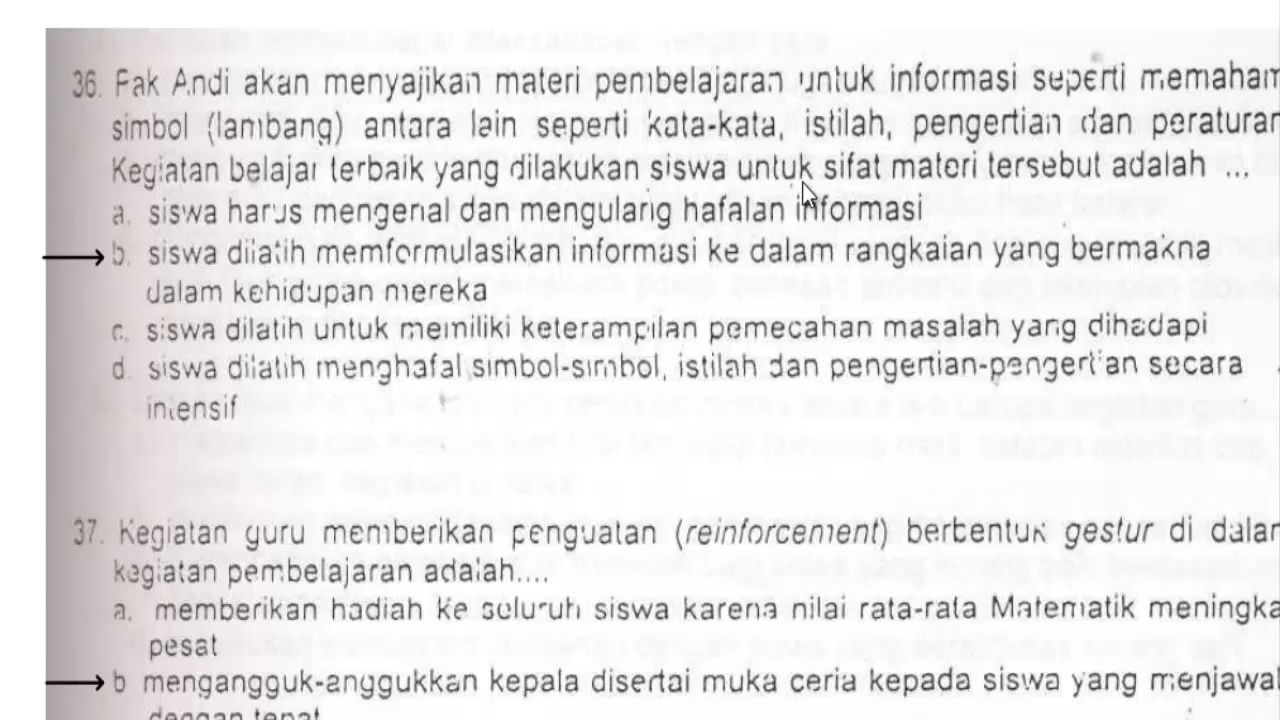 36. Pak Andi akan menyajikan materi pembelajaran untuk informasi seperti memaham
simbol (lambang) antara lain seperti kata-kata, istilah, pengertian dan peraturan
Kegiatan belajar terbaik yang dilakukan siswa untuk sifat materi tersebut adalah ...
a. siswa harus mengenal dan mengulang hafalan informasi
b. siswa dilatih memformulasikan informasi ke dalam rangkaian yang bermakna
dalam kehidupan mereka
c. siswa dilatih untuk memiliki keterampilan pemecahan masalah yang dihadapi
d. siswa dilatih menghafal simbol-simbol, istilah dan pengertian-pengertian secara
intensif
37. Kegiatan guru memberikan penguatan (reinforcement) berbentuk gestur di dalam
kegiatan pembelajaran adalah....
a. memberikan hadiah ke seluruh siswa karena nilai rata-rata Matematik meningka
pesat
b mengangguk-anggukkan kepala disertai muka ceria kepada siswa yang menjawab
dengan tepat